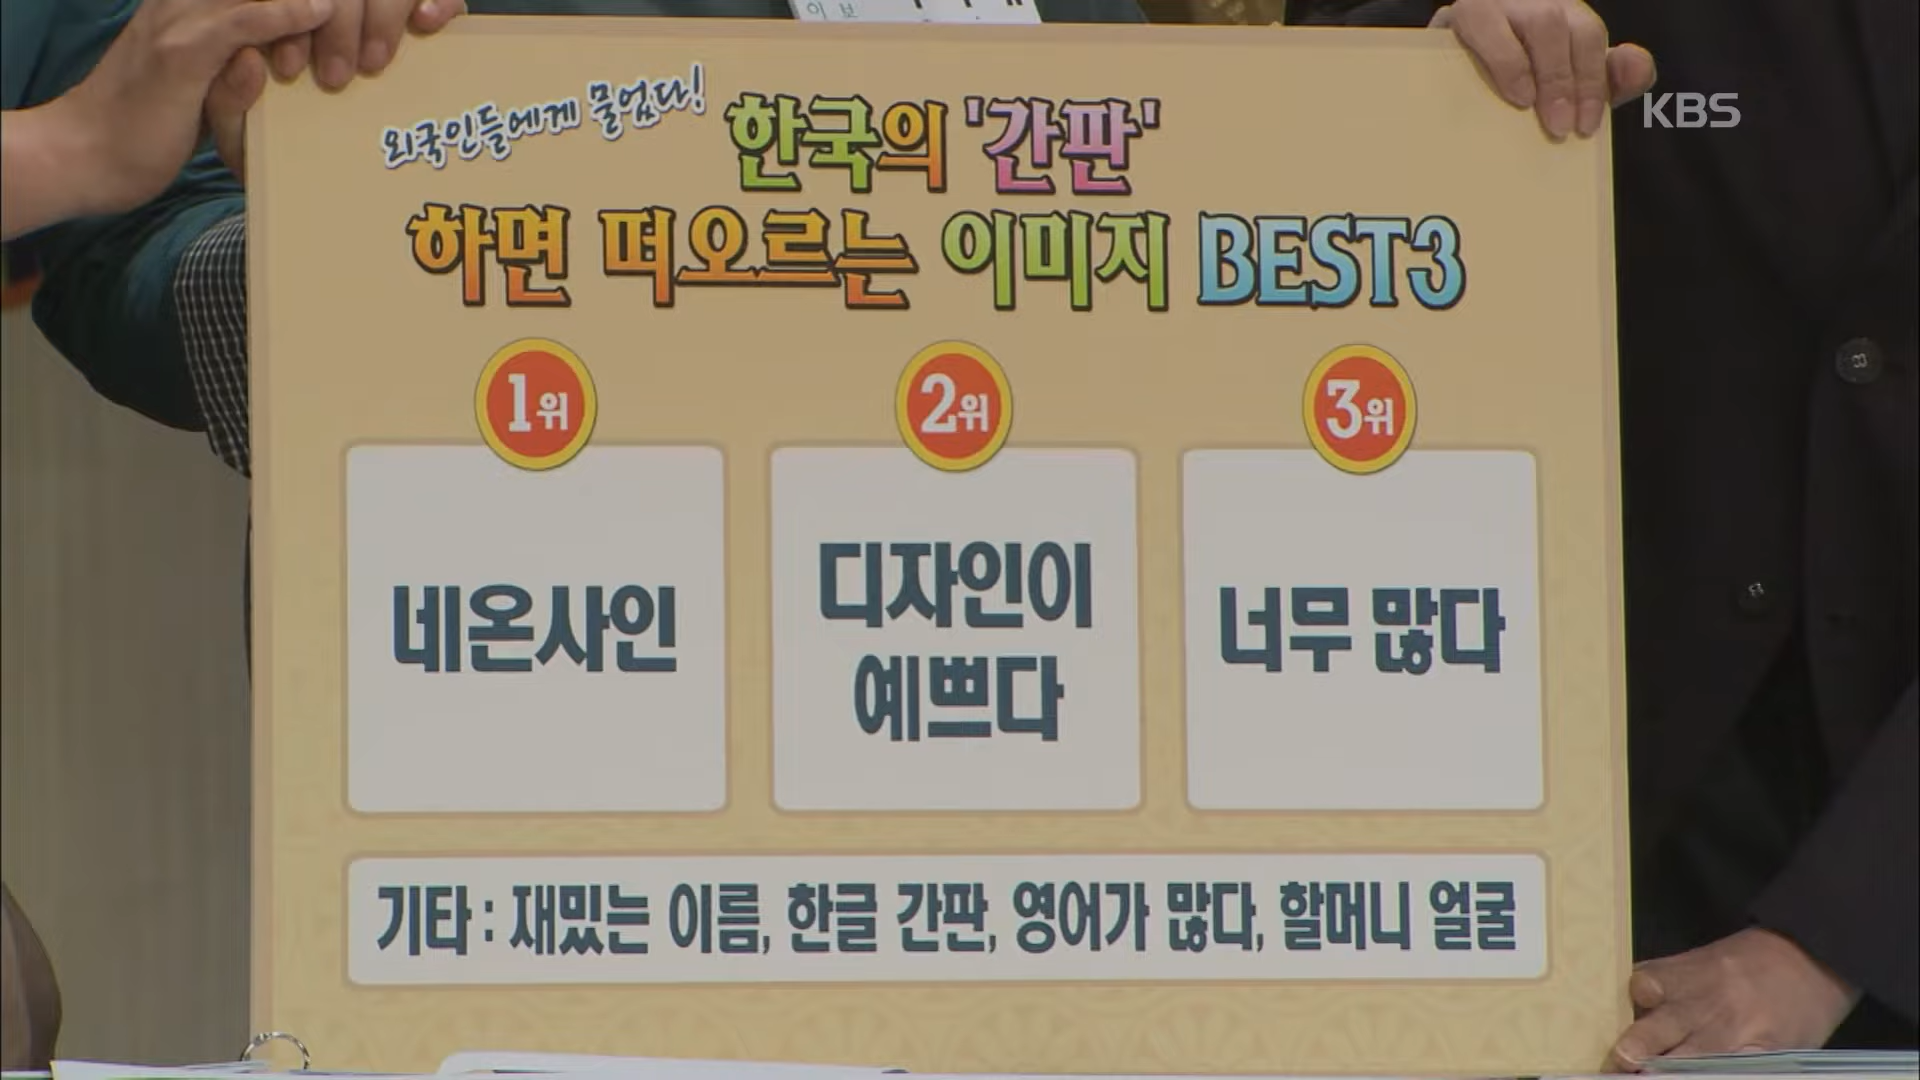 외국인들에게 물었다! 한국의 '간판'
하면 떠오르는 이미지 BEST3
KBS
1위
2위
3위
네온사인
디자인이
예쁘다
너무 많다
기타 : 재밌는 이름, 한글 간판, 영어가 많다, 할머니 얼굴